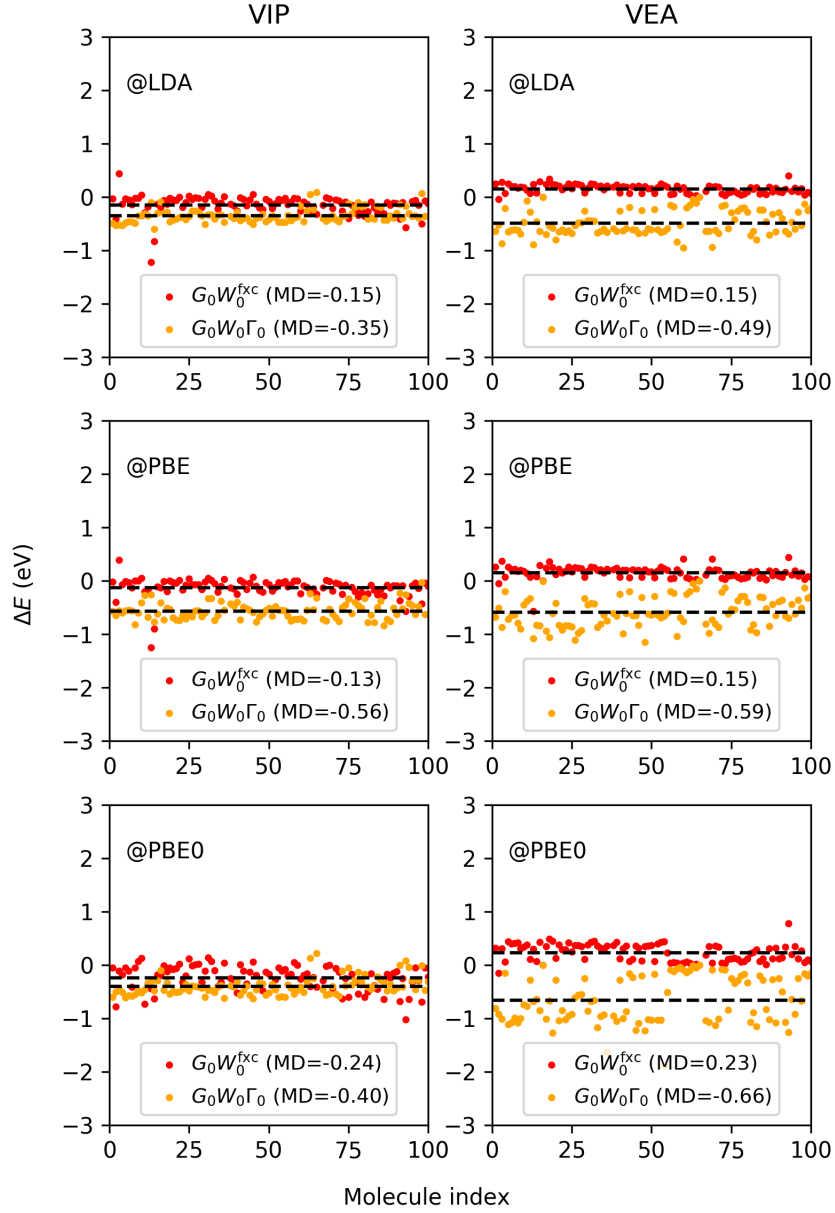 VIP VEA
3 3
@LDA @LDA
2 2
1 1
0 0
−1 −1
−2 G₀W₀ᶠˣᶜ (MD=-0.15) −2 G₀W₀ᶠˣᶜ (MD=0.15)
G₀W₀Γ₀ (MD=-0.35) G₀W₀Γ₀ (MD=-0.49)
−3 −3
0 25 50 75 100 0 25 50 75 100
3 3
@PBE @PBE
2 2
1 1
ΔE (eV)
0 0
−1 −1
−2 G₀W₀ᶠˣᶜ (MD=-0.13) −2 G₀W₀ᶠˣᶜ (MD=0.15)
G₀W₀Γ₀ (MD=-0.56) G₀W₀Γ₀ (MD=-0.59)
−3 −3
0 25 50 75 100 0 25 50 75 100
3 3
@PBE0 @PBE0
2 2
1 1
0 0
−1 −1
−2 G₀W₀ᶠˣᶜ (MD=-0.24) −2 G₀W₀ᶠˣᶜ (MD=0.23)
G₀W₀Γ₀ (MD=-0.40) G₀W₀Γ₀ (MD=-0.66)
−3 −3
0 25 50 75 100 0 25 50 75 100
Molecule index